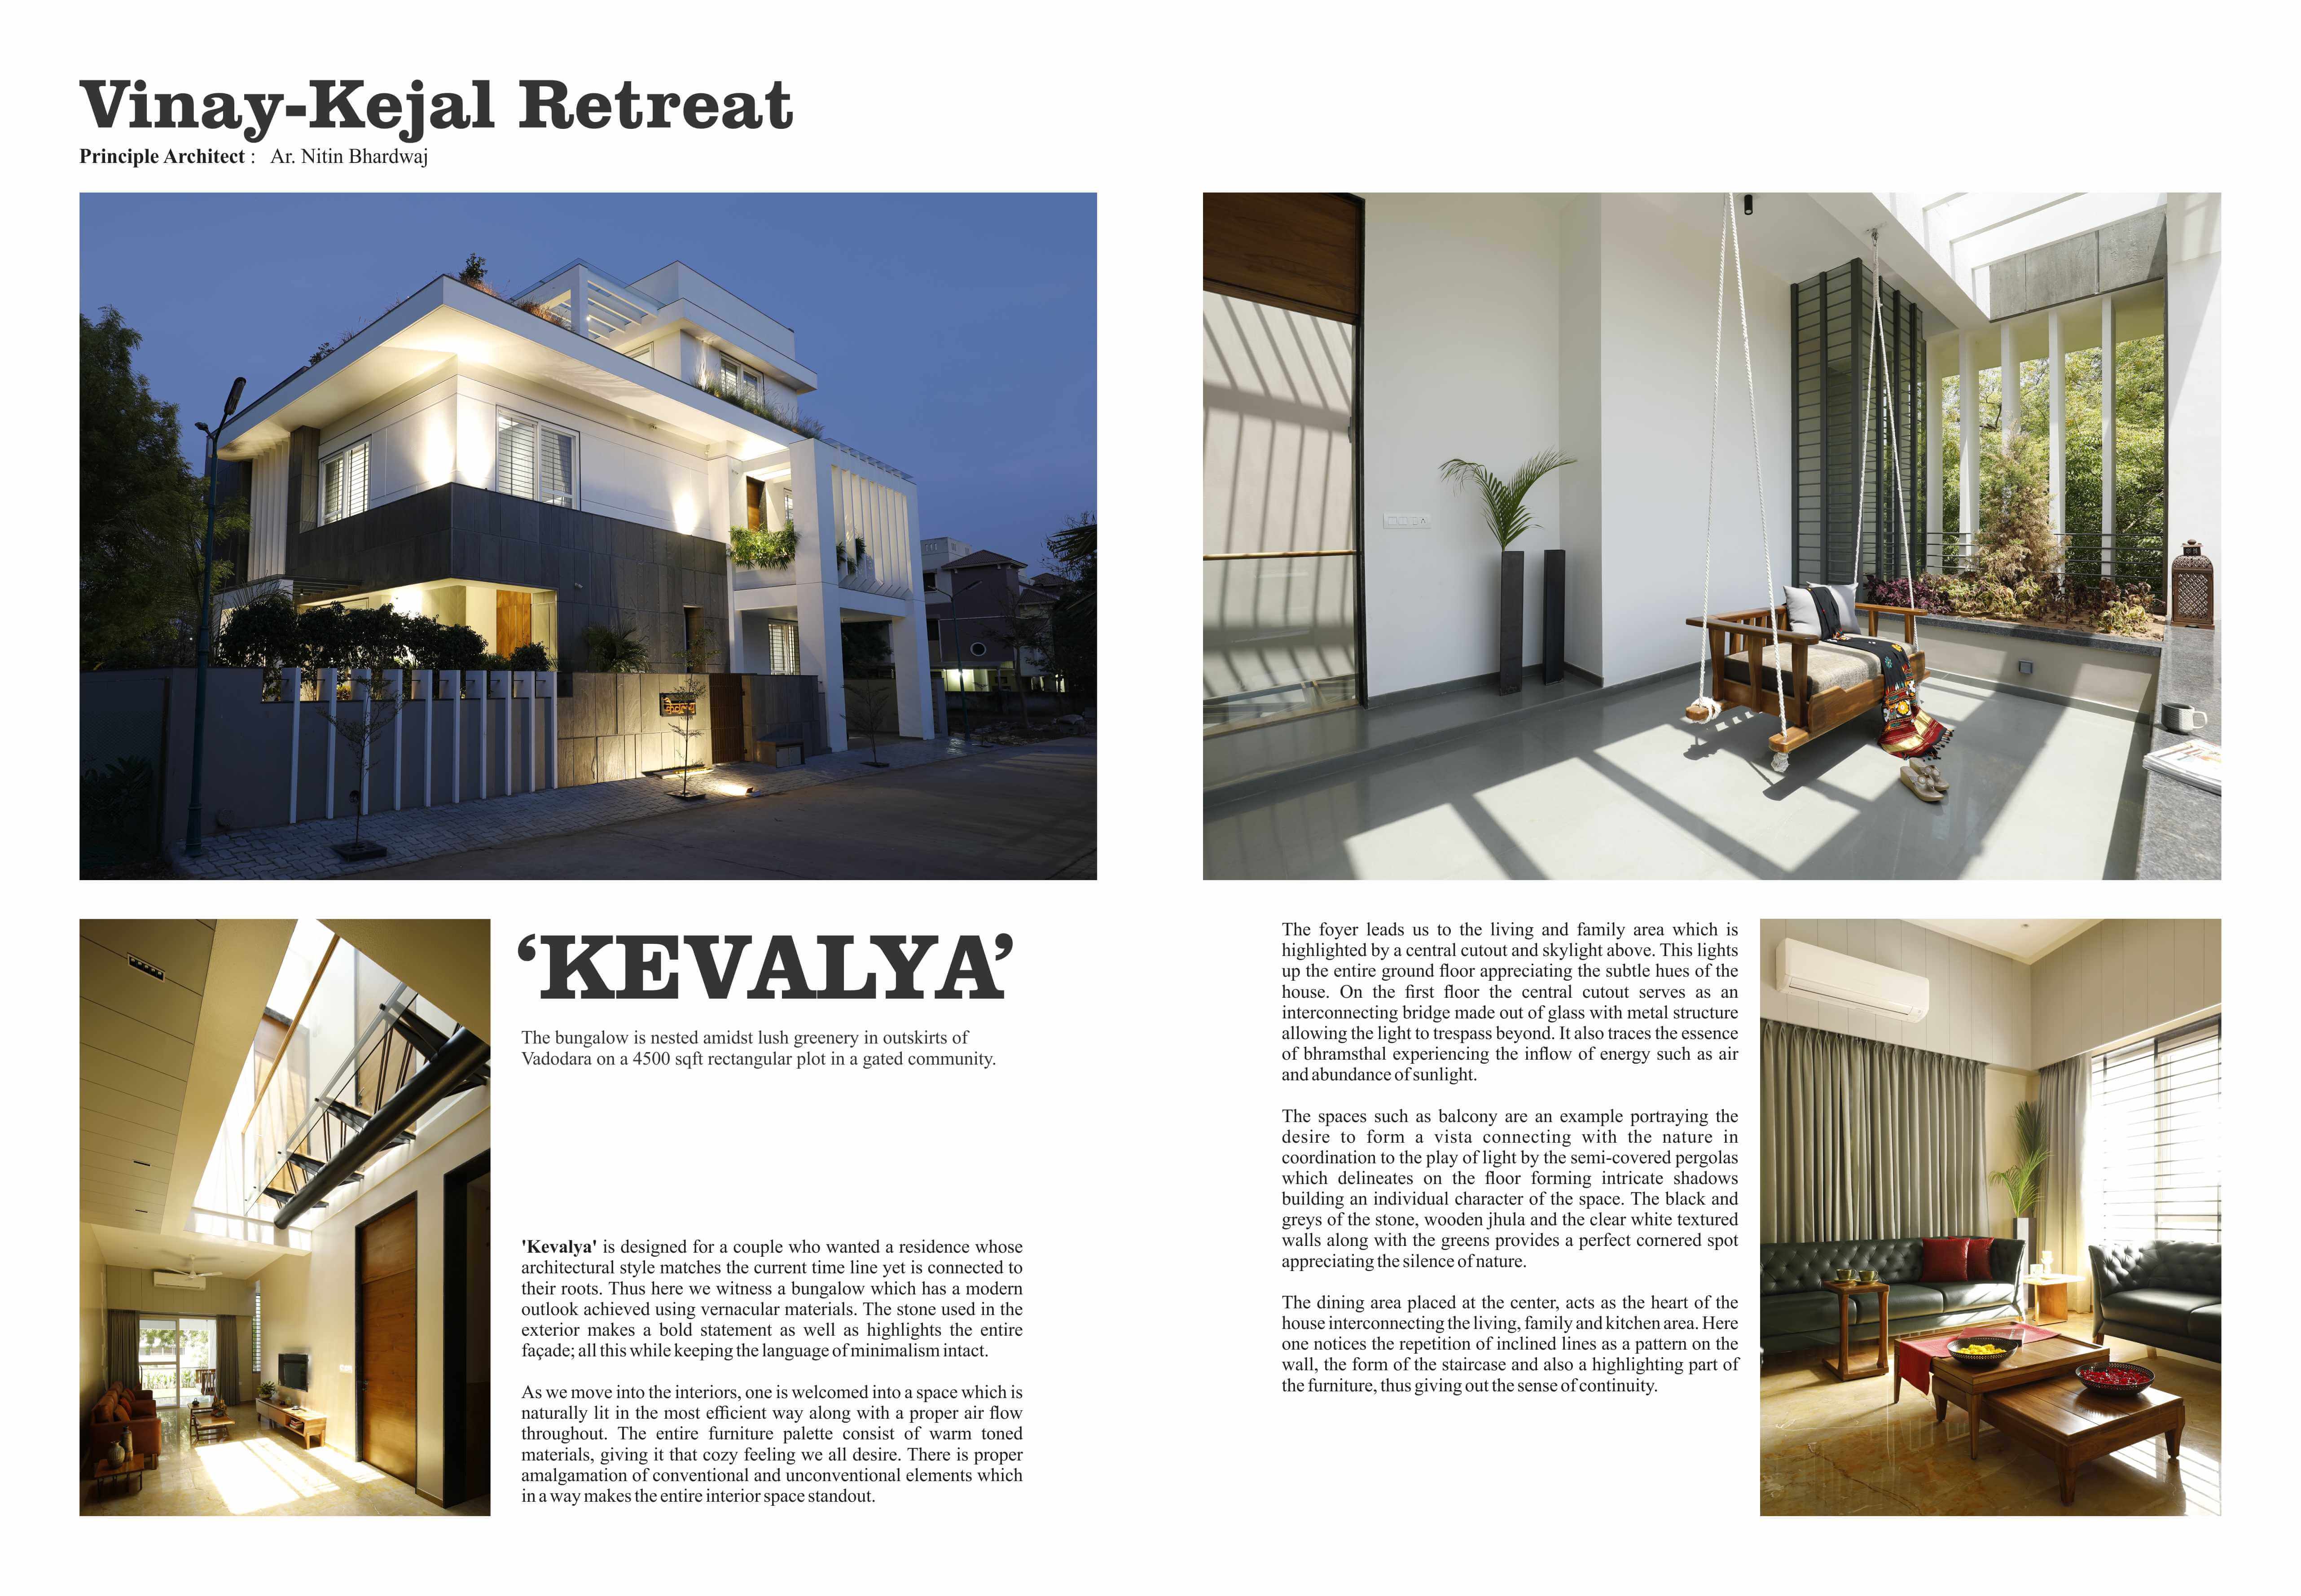 Vinay-Kejal Retreat
Principle Architect : Ar. Nitin Bhardwaj
‘KEVALYA’
The bungalow is nested amidst lush greenery in outskirts of
Vadodara on a 4500 sqft rectangular plot in a gated community.
'Kevalya' is designed for a couple who wanted a residence whose
architectural style matches the current time line yet is connected to
their roots. Thus here we witness a bungalow which has a modern
outlook achieved using vernacular materials. The stone used in the
exterior makes a bold statement as well as highlights the entire
façade; all this while keeping the language of minimalism intact.
As we move into the interiors, one is welcomed into a space which is
naturally lit in the most efficient way along with a proper air flow
throughout. The entire furniture palette consist of warm toned
materials, giving it that cozy feeling we all desire. There is proper
amalgamation of conventional and unconventional elements which
in a way makes the entire interior space standout.
The foyer leads us to the living and family area which is
highlighted by a central cutout and skylight above. This lights
up the entire ground floor appreciating the subtle hues of the
house. On the first floor the central cutout serves as an
interconnecting bridge made out of glass with metal structure
allowing the light to trespass beyond. It also traces the essence
of bhramsthal experiencing the inflow of energy such as air
and abundance of sunlight.
The spaces such as balcony are an example portraying the
desire to form a vista connecting with the nature in
coordination to the play of light by the semi-covered pergolas
which delineates on the floor forming intricate shadows
building an individual character of the space. The black and
greys of the stone, wooden jhula and the clear white textured
walls along with the greens provides a perfect cornered spot
appreciating the silence of nature.
The dining area placed at the center, acts as the heart of the
house interconnecting the living, family and kitchen area. Here
one notices the repetition of inclined lines as a pattern on the
wall, the form of the staircase and also a highlighting part of
the furniture, thus giving out the sense of continuity.